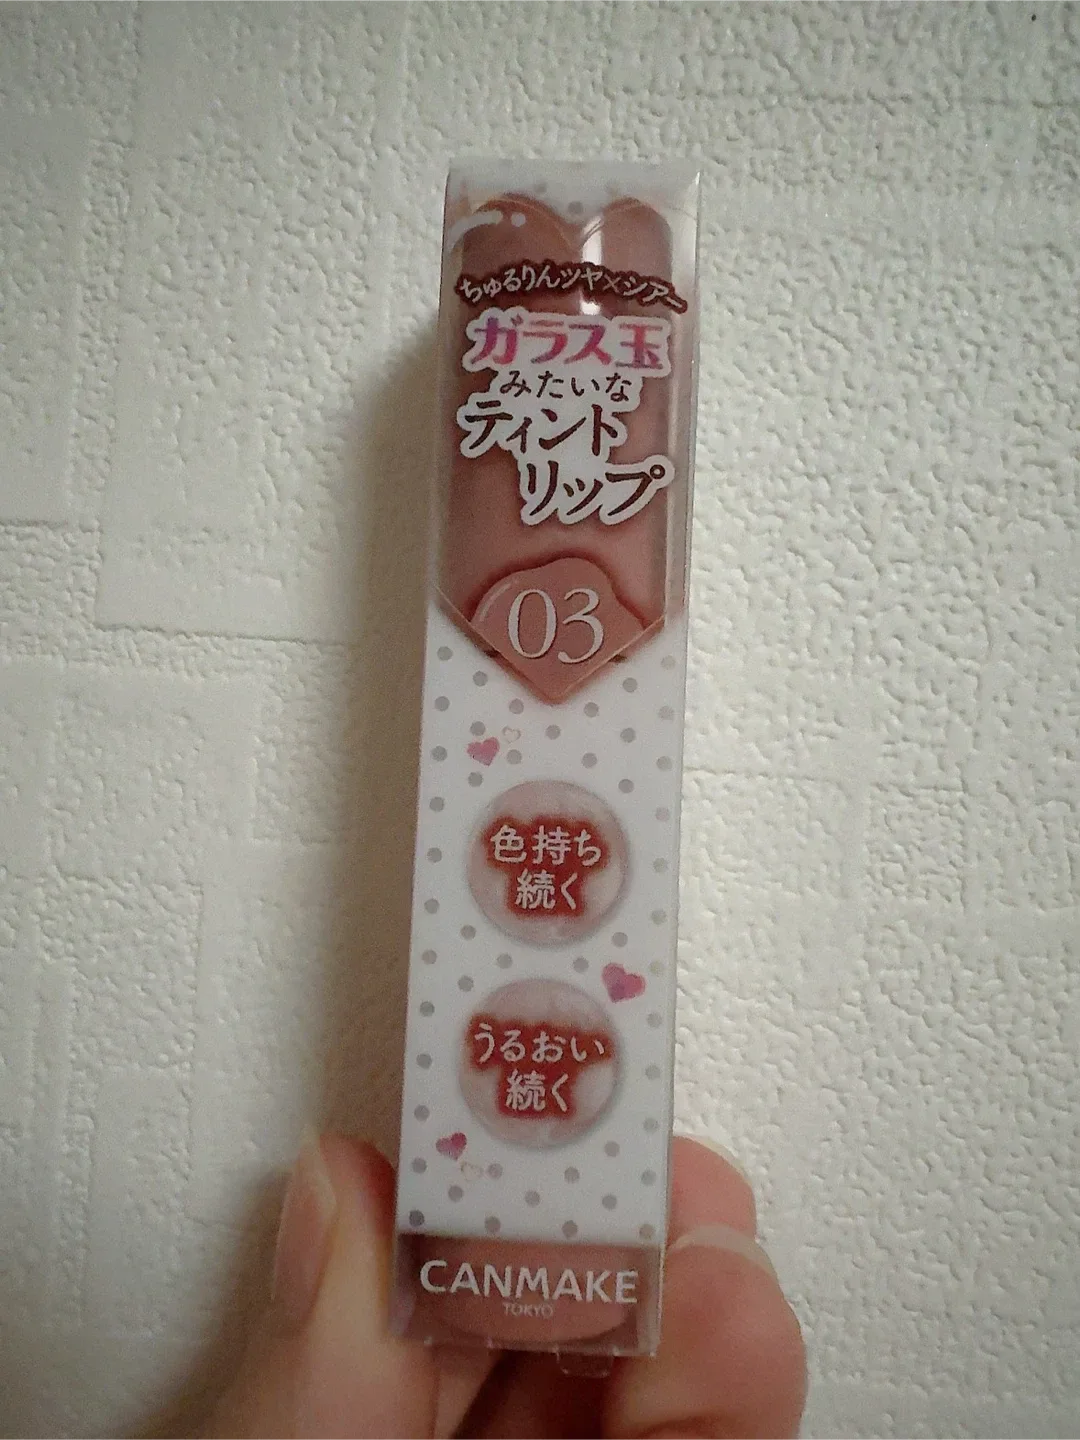 ちゅるりんツヤ×シアー
ガラス玉
みたいな
ティント
リップ
03
色持ち
続く
うるおい
続く
CANMAKE
TOKYO